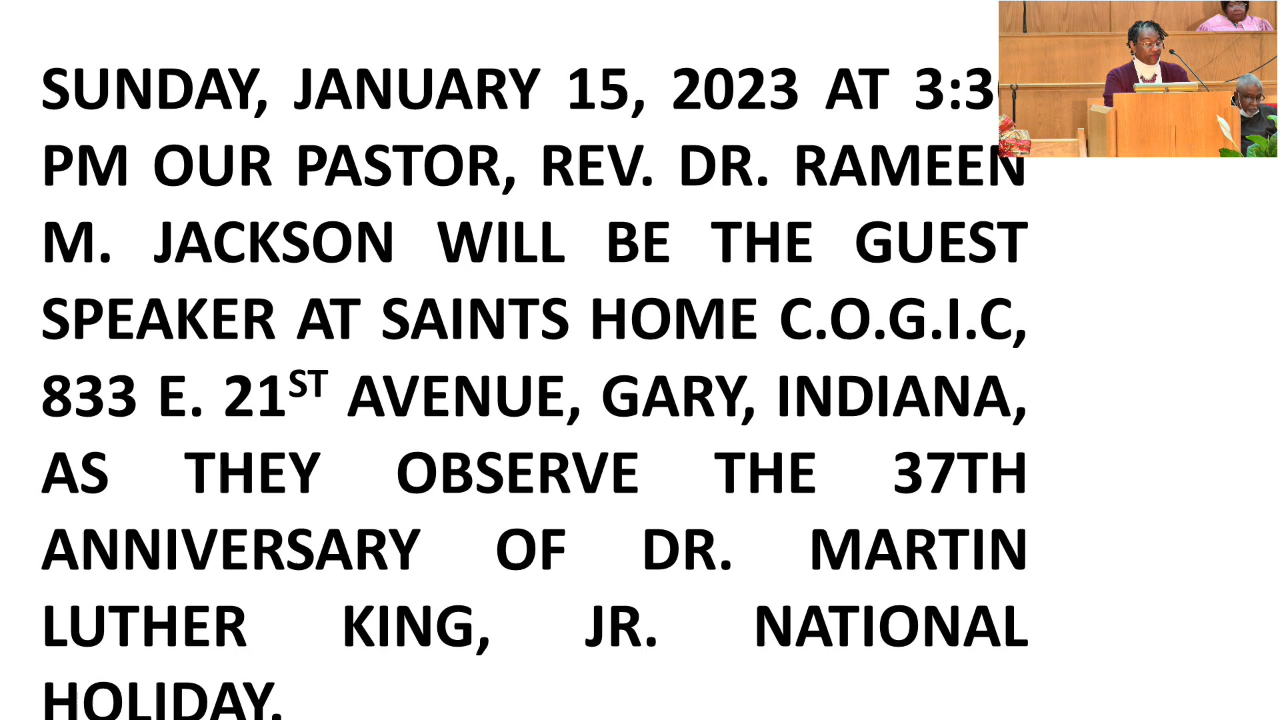 SUNDAY, JANUARY 15, 2023 AT
PM OUR PASTOR, REV. DR. RAMEEN
M. JACKSON WILL BE THE GUEST
SPEAKER AT SAINTS HOME C.O.G.I.C,
833 E. 21ST AVENUE, GARY, INDIANA,
AS THEY OBSERVE THE 37TH
ANNIVERSARY OF DR. MARTIN
LUTHER KING, JR. NATIONAL
HOLIDAY.